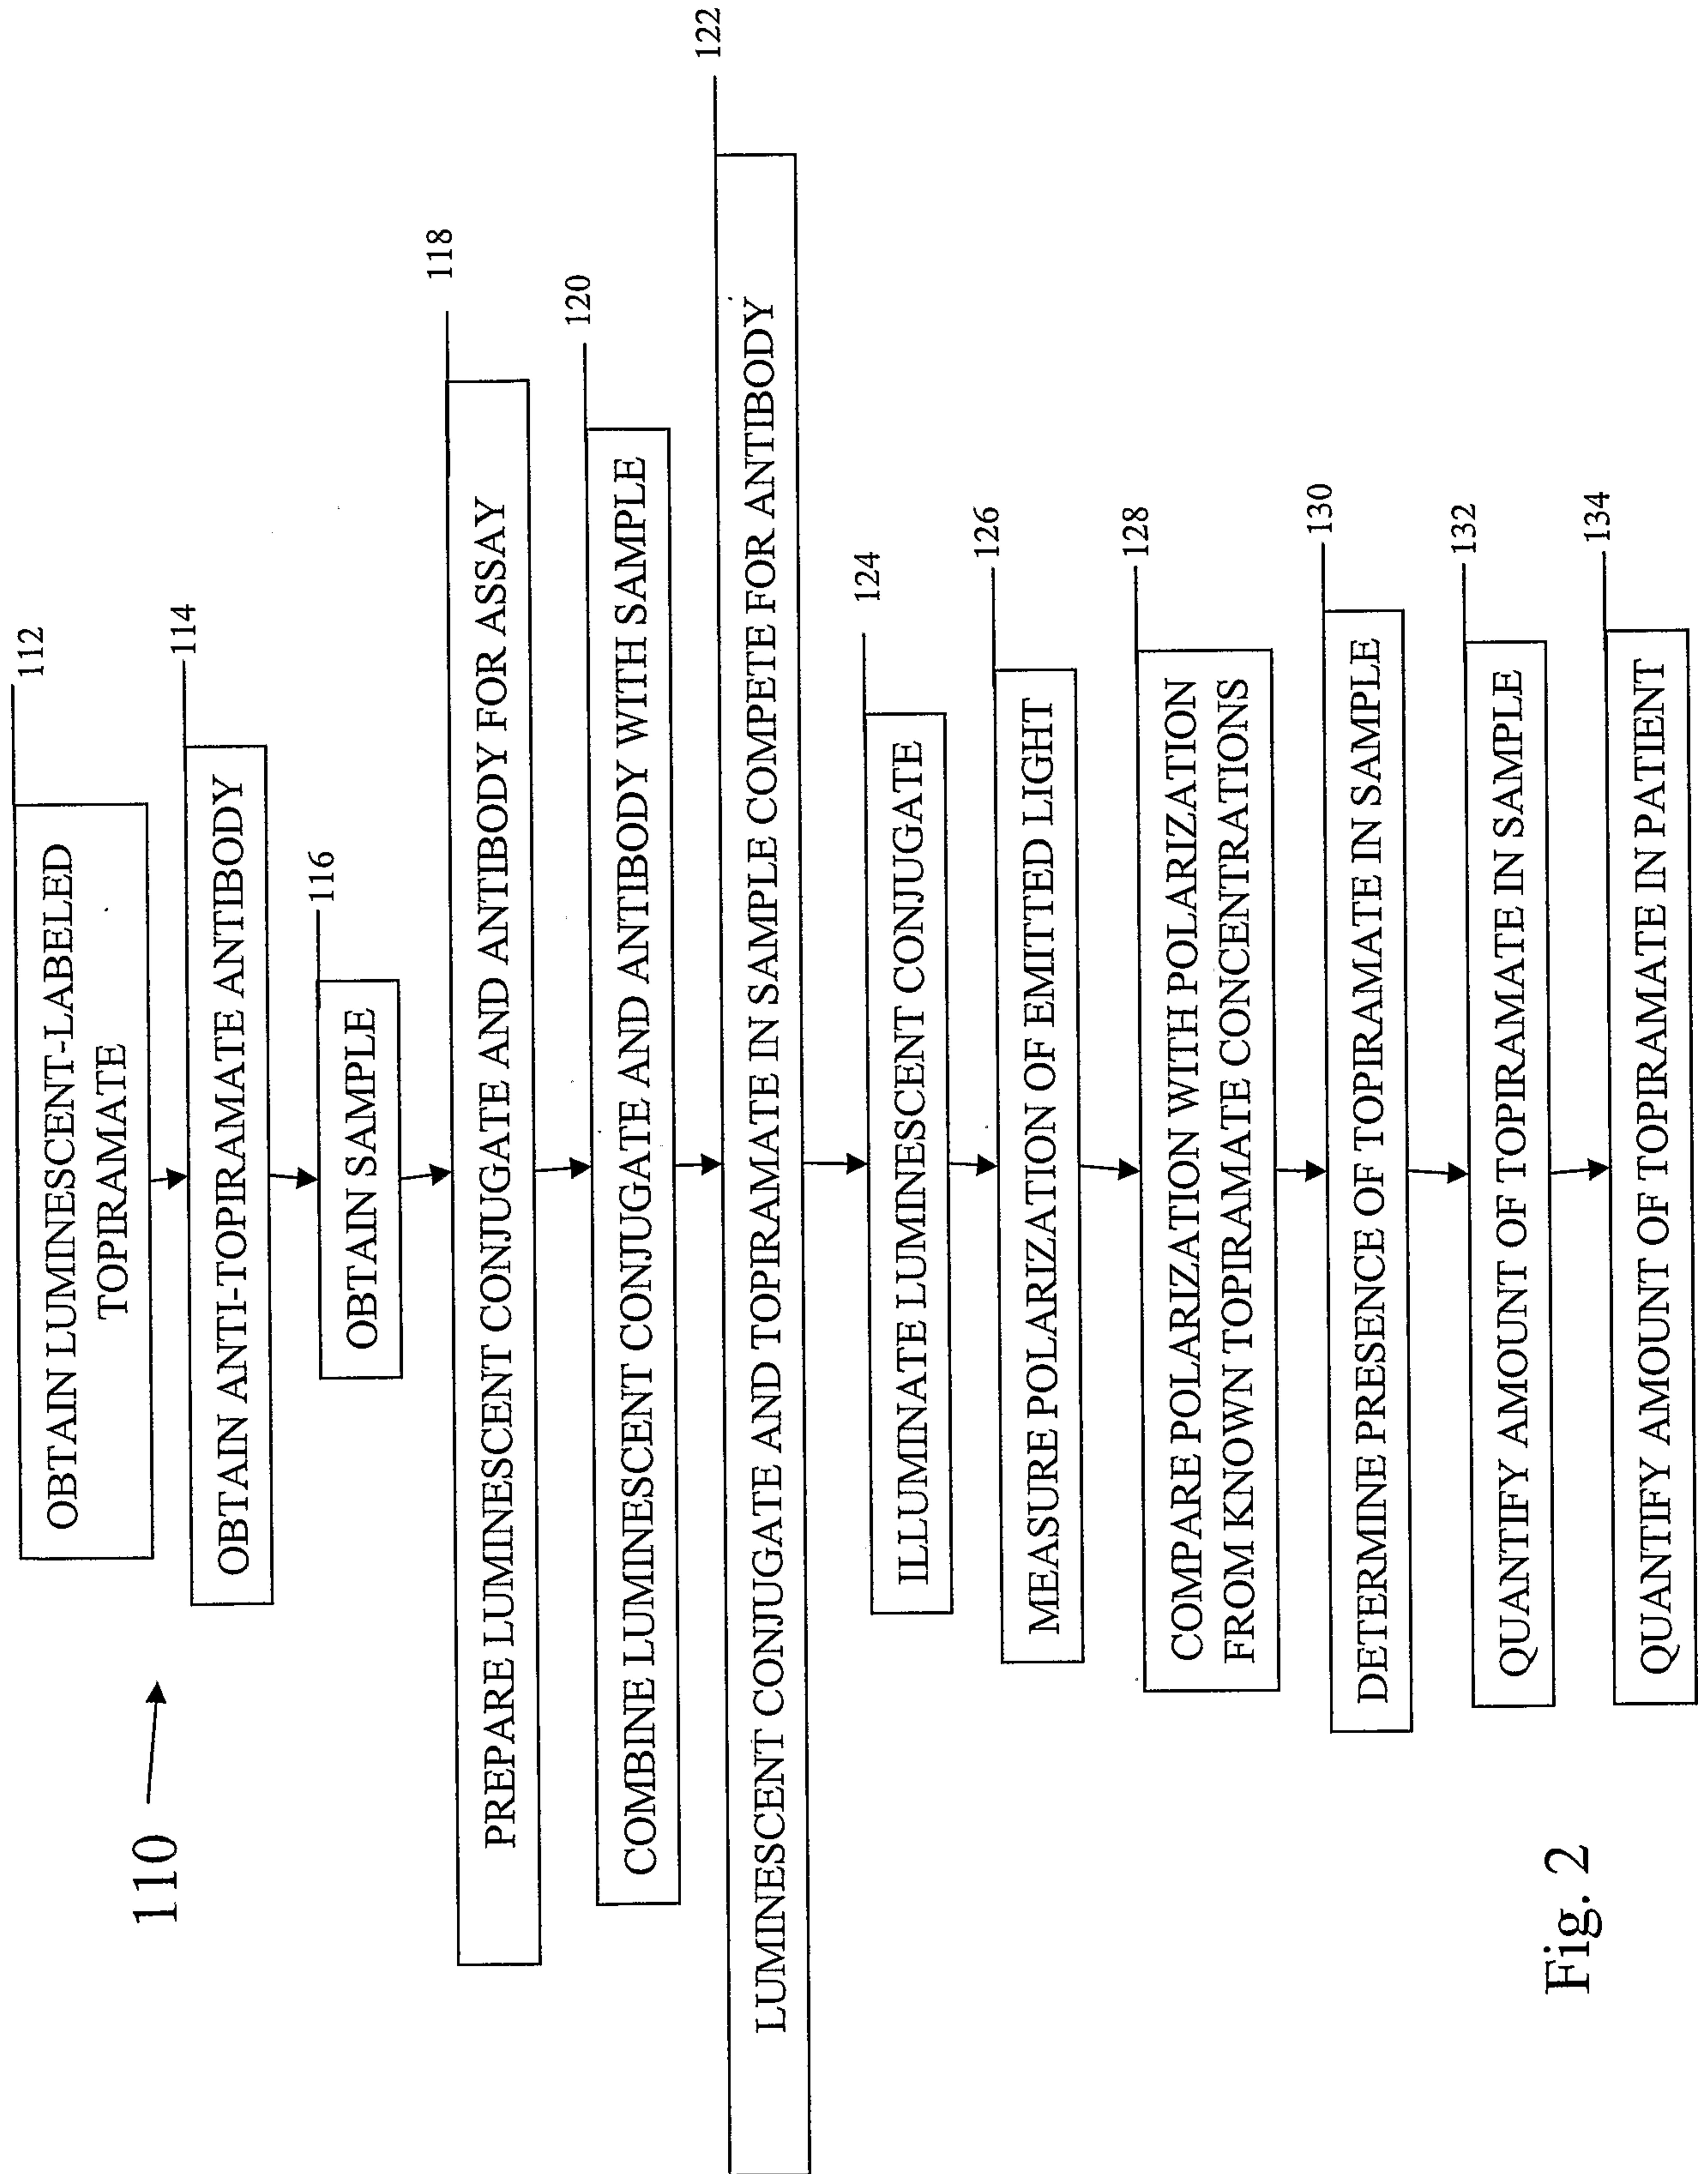 110
112
OBTAIN LUMINESCENT-LABELED
TOPIRAMATE
114
OBTAIN ANTI-TOPIRAMATE ANTIBODY
116
OBTAIN SAMPLE
118
PREPARE LUMINESCENT CONJUGATE AND ANTIBODY FOR ASSAY
120
COMBINE LUMINESCENT CONJUGATE AND ANTIBODY WITH SAMPLE
122
LUMINESCENT CONJUGATE AND TOPIRAMATE IN SAMPLE COMPETE FOR ANTIBODY
124
ILLUMINATE LUMINESCENT CONJUGATE
126
MEASURE POLARIZATION OF EMITTED LIGHT
128
COMPARE POLARIZATION WITH POLARIZATION
FROM KNOWN TOPIRAMATE CONCENTRATIONS
130
DETERMINE PRESENCE OF TOPIRAMATE IN SAMPLE
132
QUANTIFY AMOUNT OF TOPIRAMATE IN SAMPLE
134
QUANTIFY AMOUNT OF TOPIRAMATE IN PATIENT
Fig. 2